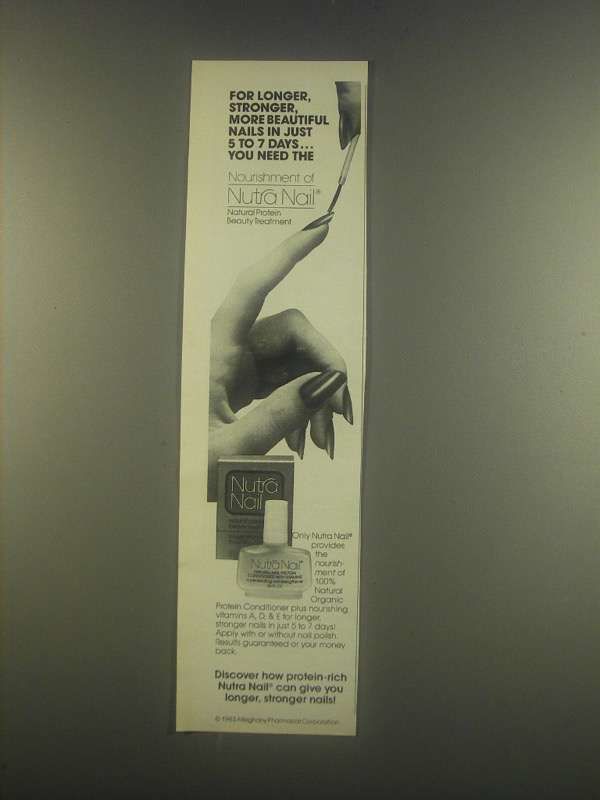 FOR LONGER,
STRONGER,
MORE BEAUTIFUL
NAILS IN JUST
5 TO 7 DAYS...
YOU NEED THE
Nourishment of
Nutra Nail®
Natural Protein
Beauty Treatment
Nutra
Nail
Nutra Nail
Only Nutra Nail®
provides
the
nourish-
ment of
100%
Natural
Organic
Protein Conditioner plus nourishing
vitamins A, D, & E for longer,
stronger nails in just 5 to 7 days!
Apply with or without nail polish.
Results guaranteed or your money
back.
Discover how protein-rich
Nutra Nail® can give you
longer, stronger nails!
© 1983 Alleghany Pharmacal Corporation